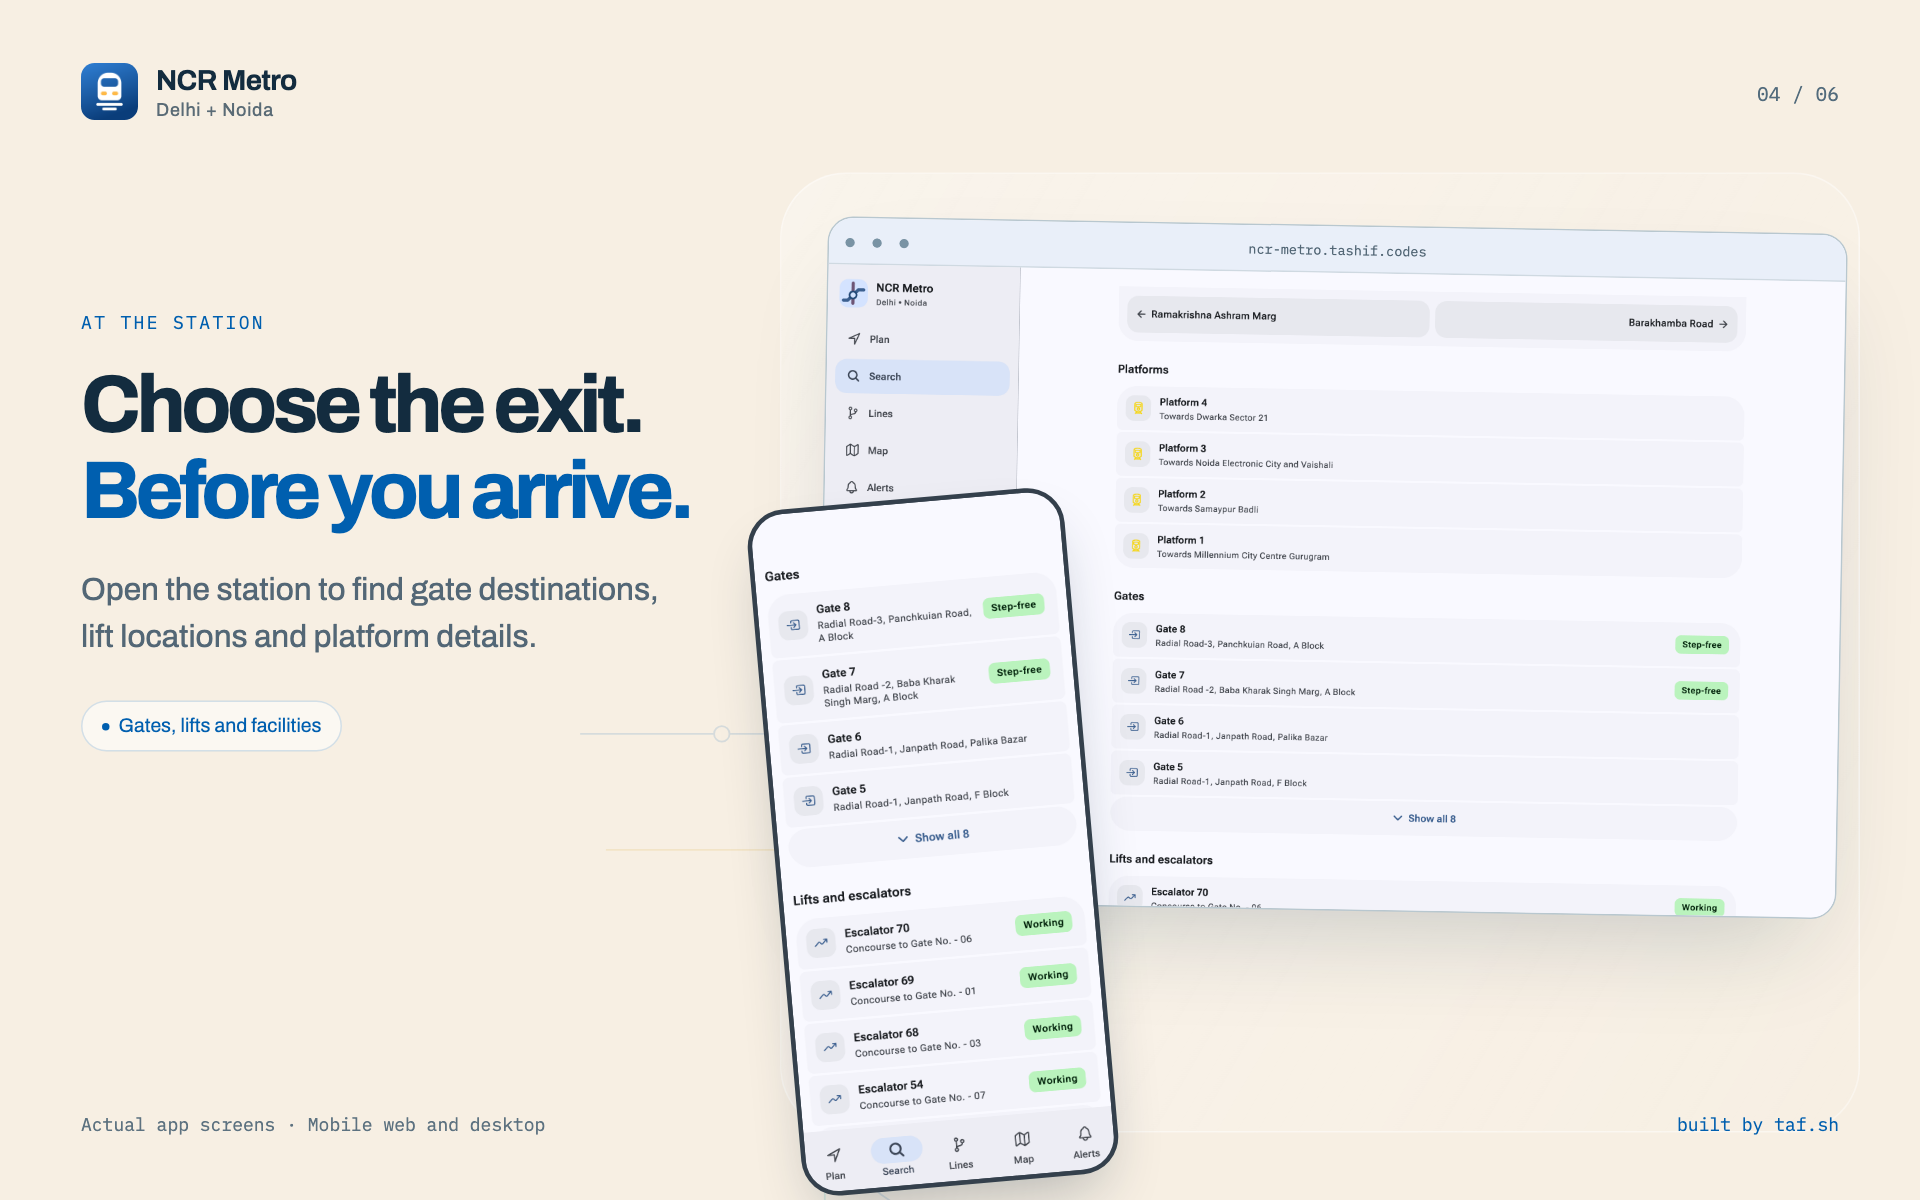 NCR Metro
Delhi + Noida
04 / 06
AT THE STATION
Choose the exit.
Before you arrive.
Open the station to find gate destinations,
lift locations and platform details.
Gates, lifts and facilities
ncr-metro.tashif.codes
NCR Metro
Delhi • Noida
Plan
Search
Lines
Map
Alerts
← Ramakrishna Ashram Marg
Barakhamba Road →
Platforms
Platform 4
Towards Dwarka Sector 21
Platform 3
Towards Noida Electronic City and Vaishali
Platform 2
Towards Samaypur Badli
Platform 1
Towards Millennium City Centre Gurugram
Gates
Gate 8
Radial Road-3, Panchkuian Road, A Block
Step-free
Gate 7
Radial Road -2, Baba Kharak Singh Marg, A Block
Step-free
Gate 6
Radial Road-1, Janpath Road, Palika Bazar
Gate 5
Radial Road-1, Janpath Road, F Block
Show all 8
Lifts and escalators
Escalator 70
Working
Gates
Gate 8
Radial Road-3, Panchkuian Road,
A Block
Step-free
Gate 7
Radial Road -2, Baba Kharak
Singh Marg, A Block
Step-free
Gate 6
Radial Road-1, Janpath Road, Palika Bazar
Gate 5
Radial Road-1, Janpath Road, F Block
Show all 8
Lifts and escalators
Escalator 70
Concourse to Gate No. - 06
Working
Escalator 69
Concourse to Gate No. - 01
Working
Escalator 68
Concourse to Gate No. - 03
Working
Escalator 54
Concourse to Gate No. - 07
Working
Plan
Search
Lines
Map
Alerts
Actual app screens · Mobile web and desktop
built by taf.sh